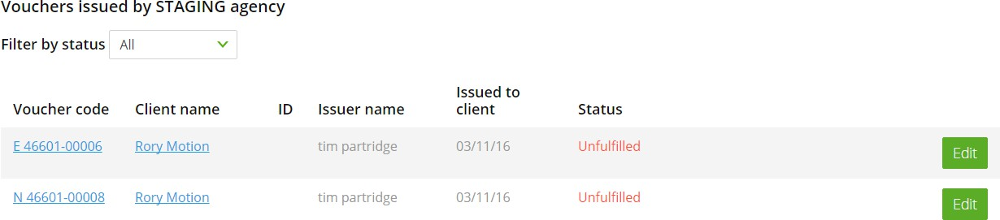 Vouchers issued by STAGING agency
Filter by status All
Voucher code Client name ID Issuer name Issued to client Status
E 46601-00006 Rory Motion tim partridge 03/11/16 Unfulfilled Edit
N 46601-00008 Rory Motion tim partridge 03/11/16 Unfulfilled Edit